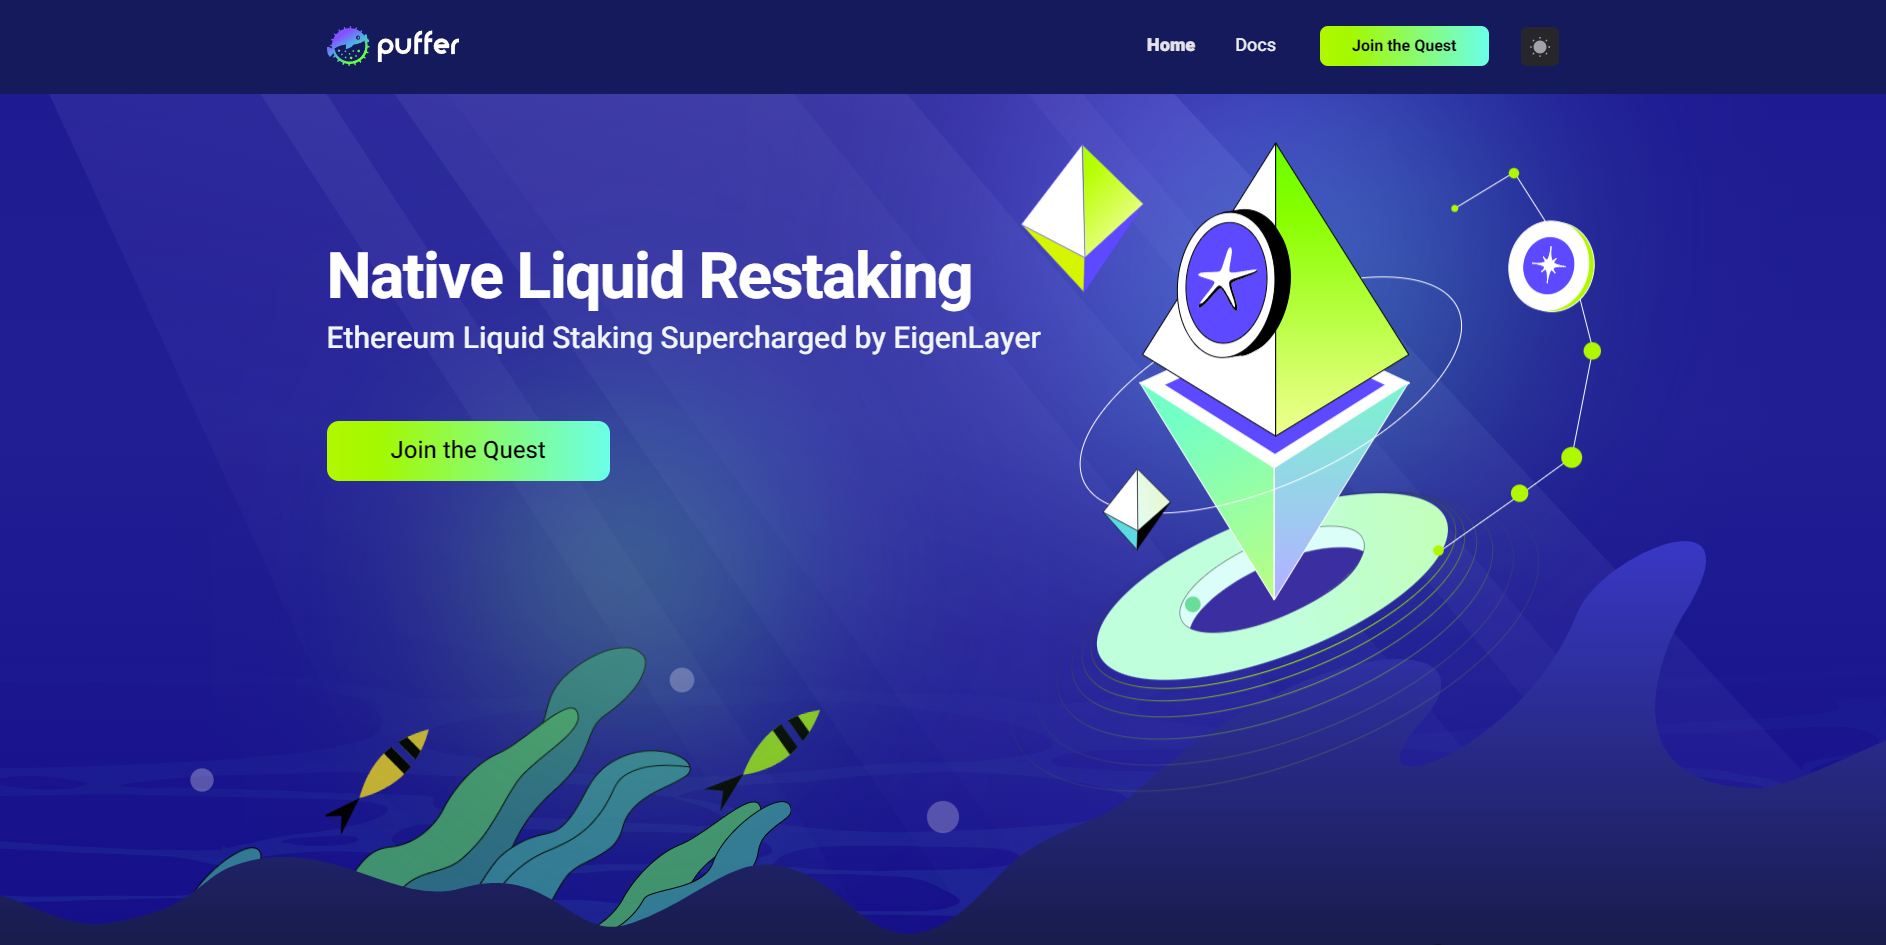 puffer
Home
Docs
Join the Quest
Native Liquid Restaking
Ethereum Liquid Staking Supercharged by EigenLayer
Join the Quest